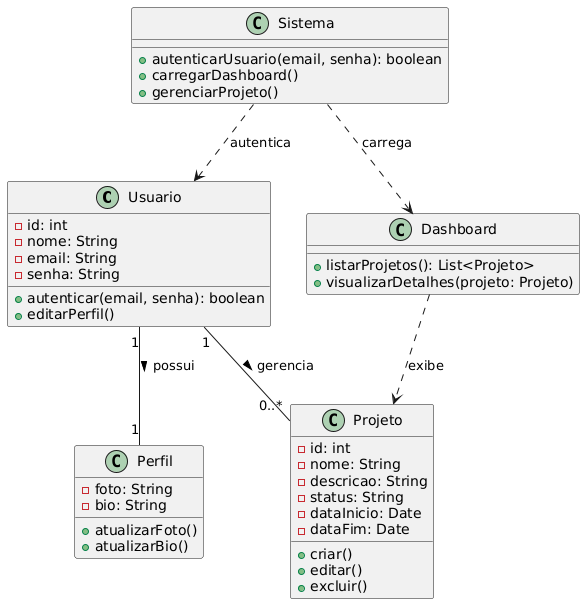 C Sistema
autenticarUsuario(email, senha): boolean
carregarDashboard()
gerenciarProjeto()
autentica
carrega
C Usuario
id: int
nome: String
email: String
senha: String
autenticar(email, senha): boolean
editarPerfil()
C Dashboard
listarProjetos(): List<Projeto>
visualizarDetalhes(projeto: Projeto)
1
possui
1
1
gerencia
0..*
exibe
C Perfil
foto: String
bio: String
atualizarFoto()
atualizarBio()
C Projeto
id: int
nome: String
descricao: String
status: String
dataInicio: Date
dataFim: Date
criar()
editar()
excluir()